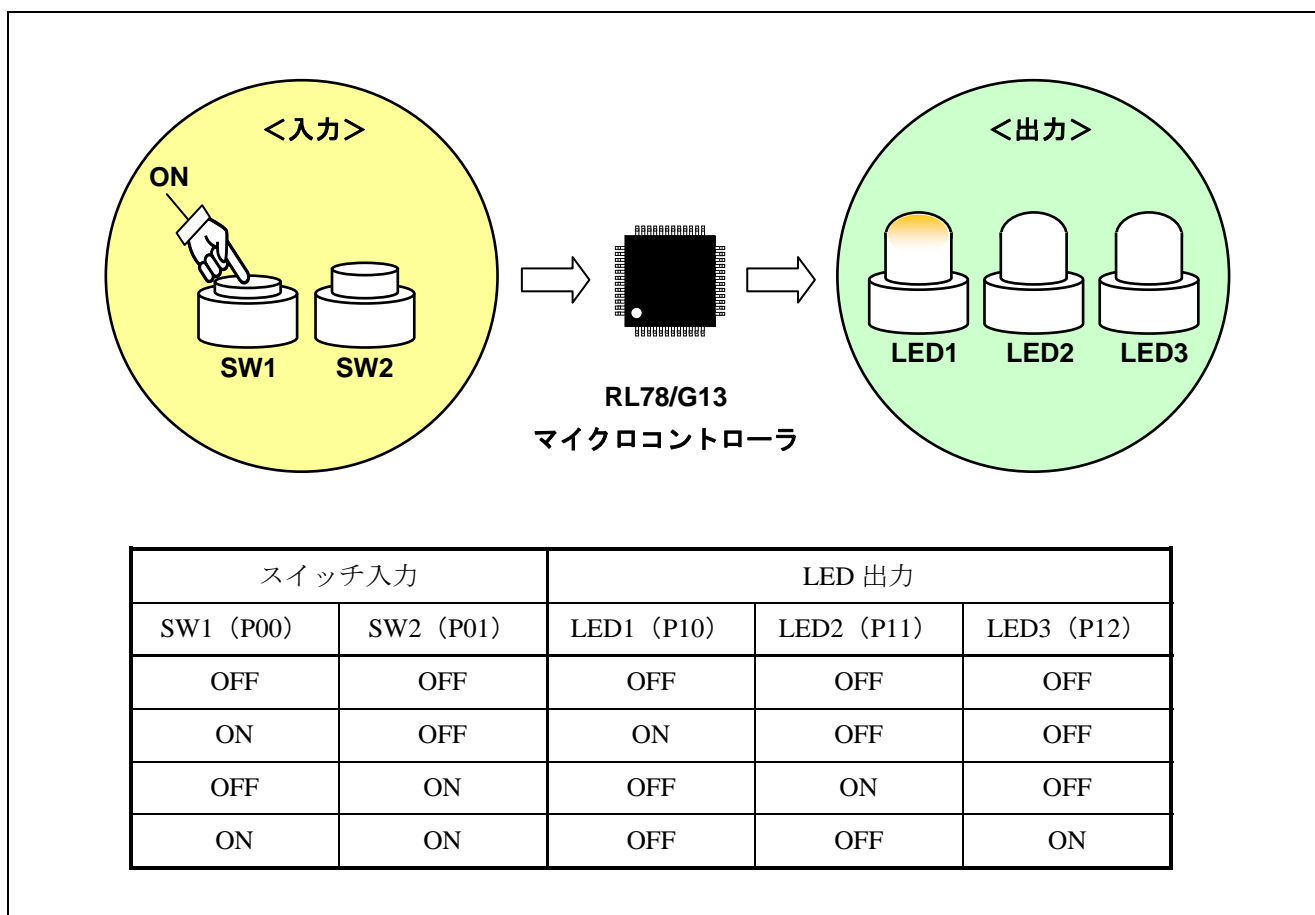 ＜入力＞
ON
SW1 SW2
RL78/G13
マイクロコントローラ
＜出力＞
LED1 LED2 LED3
スイッチ入力 LED 出力
SW1（P00） SW2（P01） LED1（P10） LED2（P11） LED3（P12）
OFF OFF OFF OFF OFF
ON OFF ON OFF OFF
OFF ON OFF ON OFF
ON ON OFF OFF ON